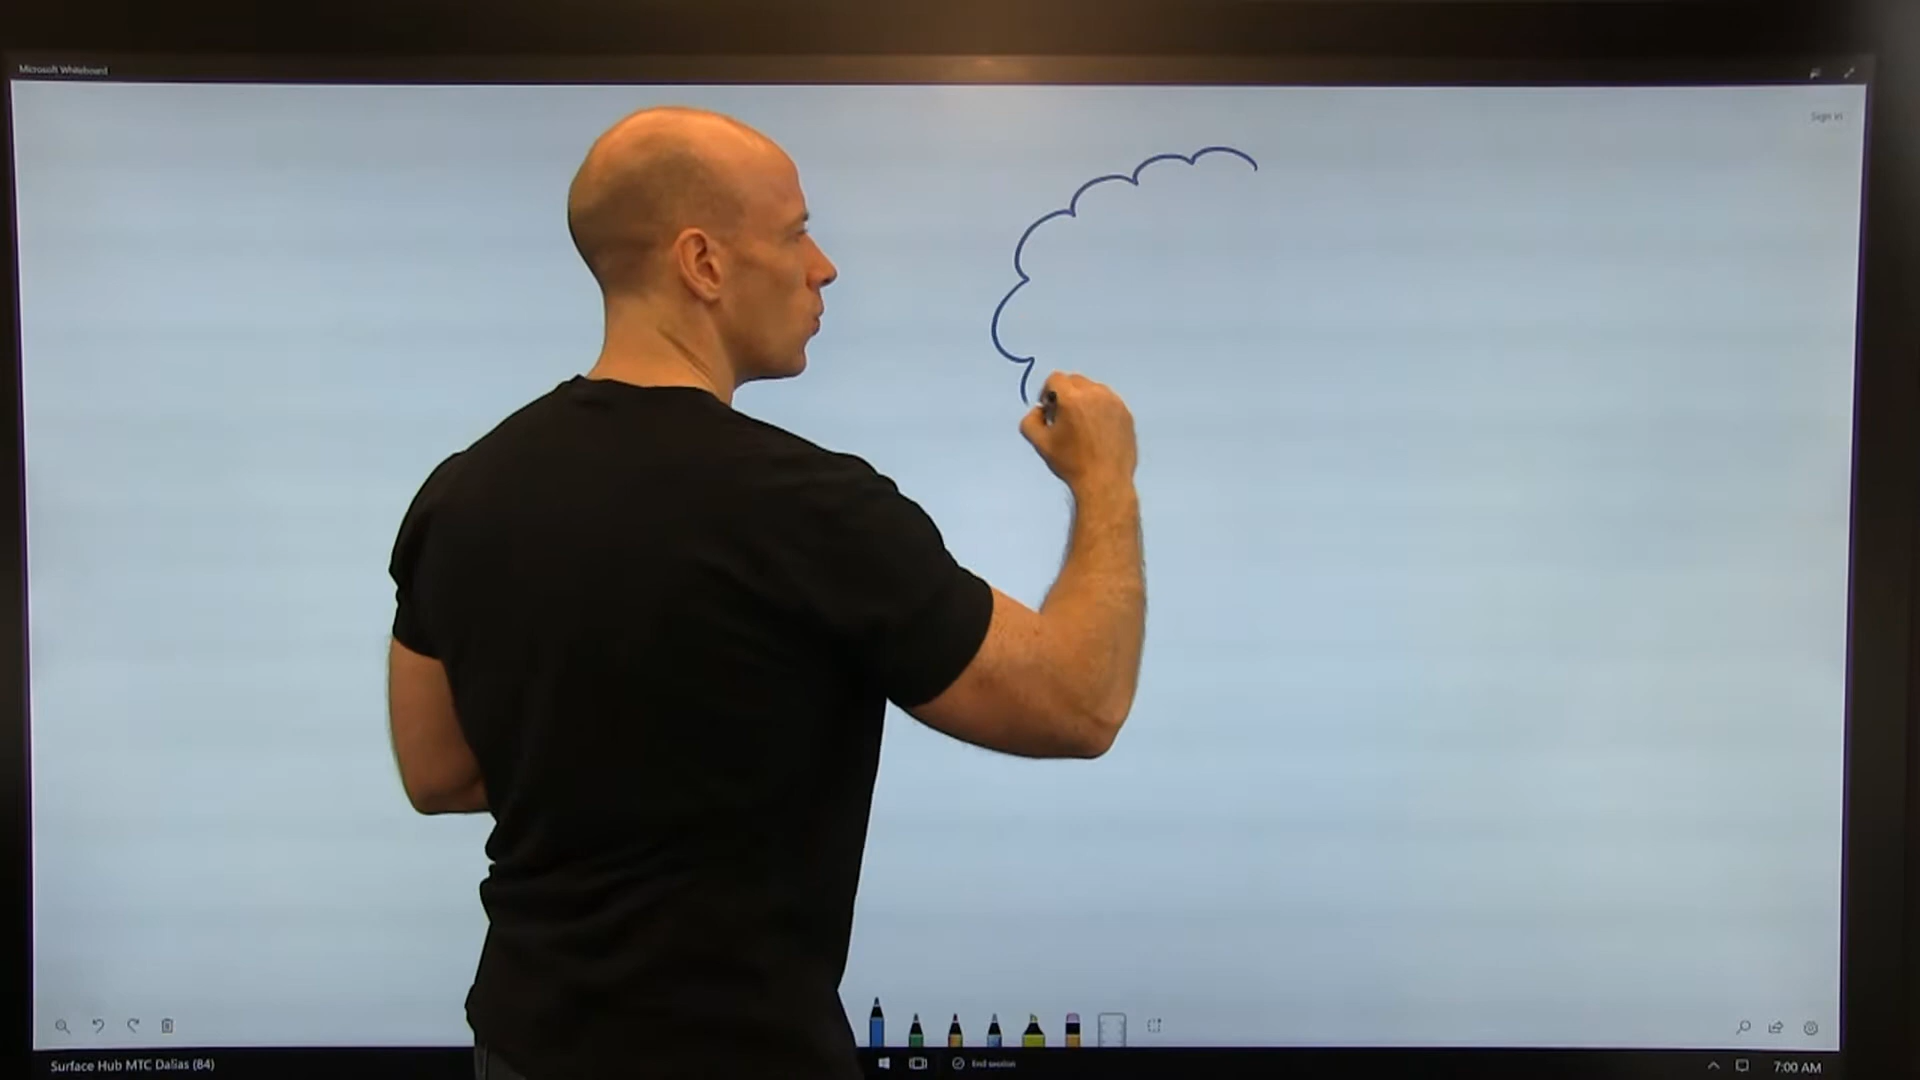 Microsoft Whiteboard
Sign in
Surface Hub MTC Dallas (84)
End session
7:00 AM